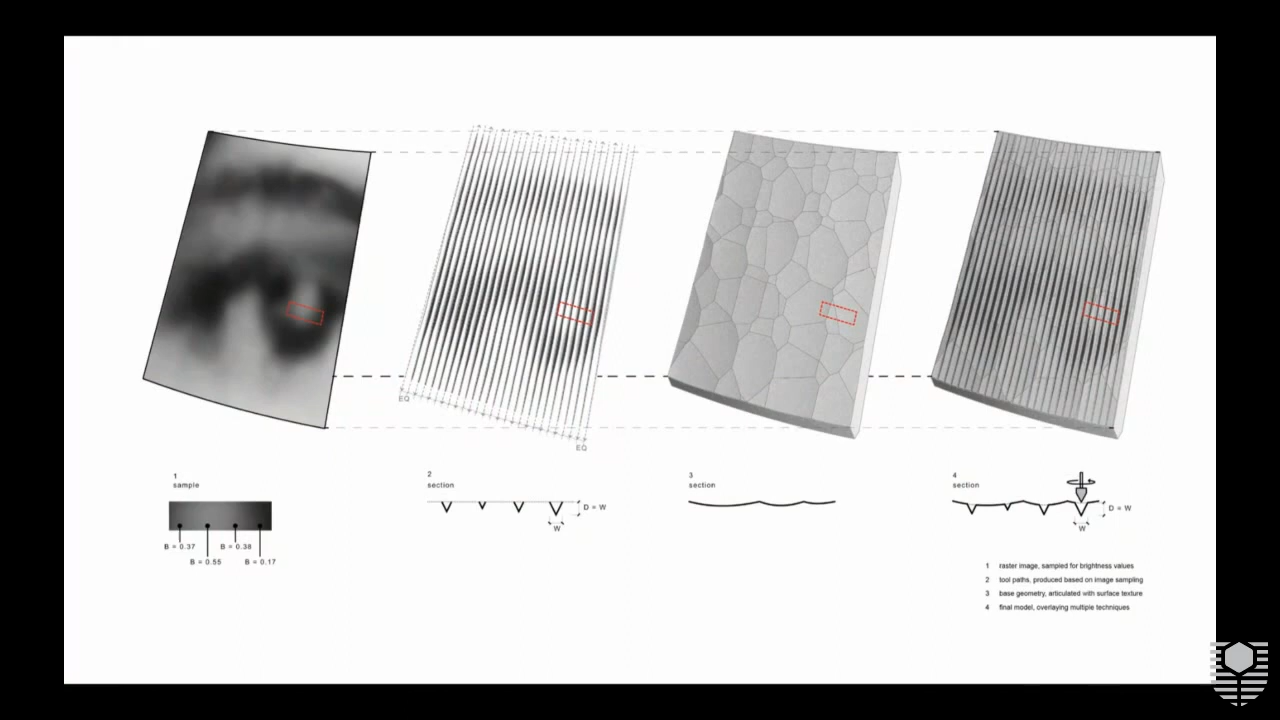 EQ
EQ
1
sample
B = 0.37
B = 0.38
B = 0.55
B = 0.17
2
section
D = W
W
3
section
4
section
D = W
W
1 raster image, sampled for brightness values
2 tool paths, produced based on image sampling
3 base geometry, articulated with surface texture
4 final model, overlaying multiple techniques